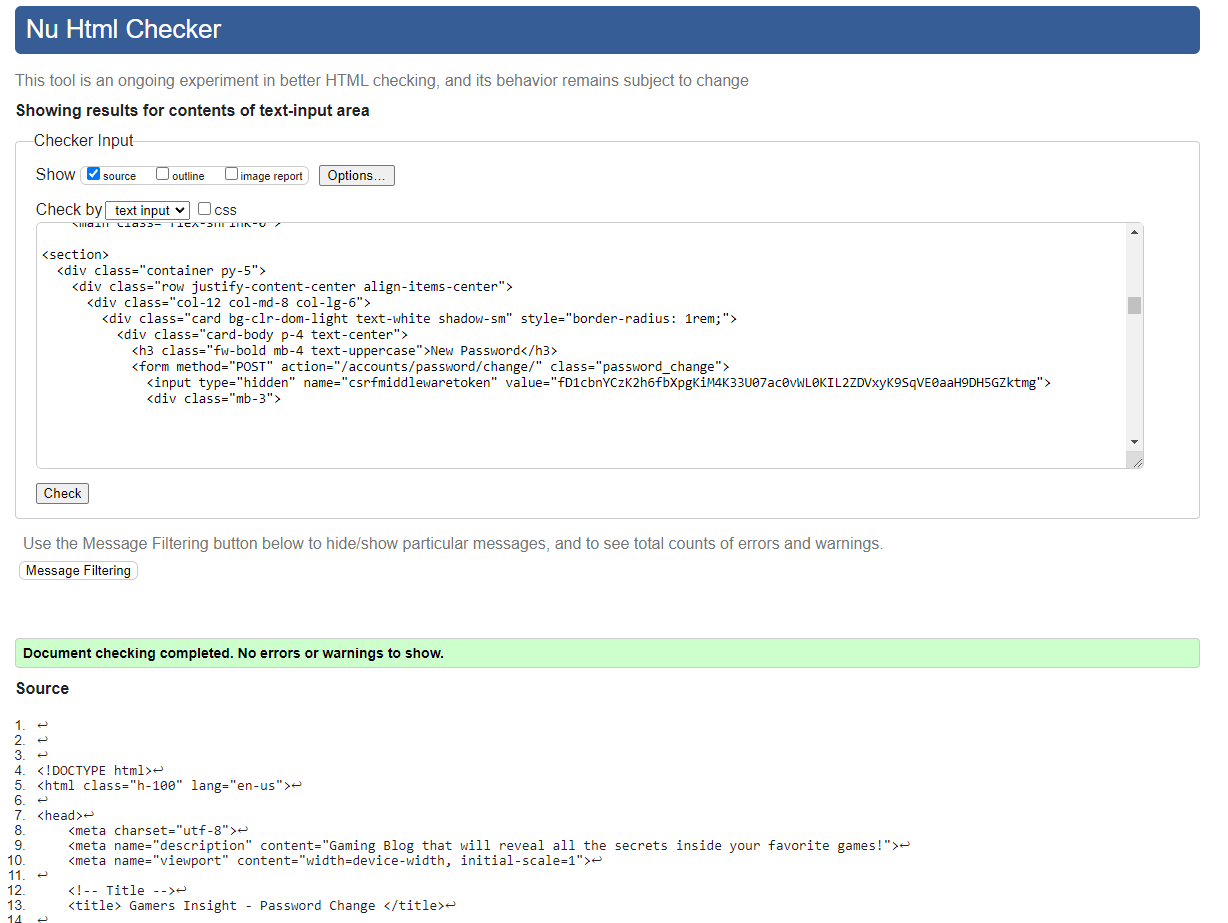 Nu Html Checker
This tool is an ongoing experiment in better HTML checking, and its behavior remains subject to change
Showing results for contents of text-input area
Checker Input
Show source outline image report Options...
Check by text input css
<main class="flex-shrink-0">
<section>
<div class="container py-5">
<div class="row justify-content-center align-items-center">
<div class="col-12 col-md-8 col-lg-6">
<div class="card bg-clr-dom-light text-white shadow-sm" style="border-radius: 1rem;">
<div class="card-body p-4 text-center">
<h3 class="fw-bold mb-4 text-uppercase">New Password</h3>
<form method="POST" action="/accounts/password/change/" class="password_change">
<input type="hidden" name="csrfmiddlewaretoken" value="fD1cbnYCzK2h6fbXpgKiM4K33U07ac0vWL0KIL2ZDVxyK9SqVE0aaH9DH5GZktmg">
<div class="mb-3">
Check
Use the Message Filtering button below to hide/show particular messages, and to see total counts of errors and warnings.
Message Filtering
Document checking completed. No errors or warnings to show.
Source
1. ↩
2. ↩
3. ↩
4. <!DOCTYPE html>↩
5. <html class="h-100" lang="en-us">↩
6. ↩
7. <head>↩
8. <meta charset="utf-8">↩
9. <meta name="description" content="Gaming Blog that will reveal all the secrets inside your favorite games!">↩
10. <meta name="viewport" content="width=device-width, initial-scale=1">↩
11. ↩
12. <!-- Title -->↩
13. <title> Gamers Insight - Password Change </title>↩
14. ↩